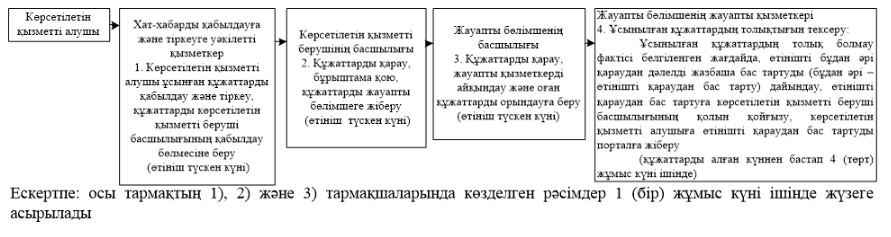 Көрсетілетін
қызметті алушы
Хат-хабарды қабылдауға
және тіркеуге уәкілетті
қызметкер
1. Көрсетілетін қызметті
алушы ұсынған құжаттарды
қабылдау және тіркеу,
құжаттарды көрсетілетін
қызметті беруші
басшылығының қабылдау
бөлмесіне беру
(өтініш түскен күні)
Көрсетілетін қызметті
берушінің басшылығы
2. Құжаттарды қарау,
бұрыштама қою,
құжаттарды жауапты
бөлімшеге жіберу
(өтініш түскен күні)
Жауапты бөлімшенің
басшылығы
3. Құжаттарды қарау,
жауапты қызметкерді
айқындау және оған
құжаттарды орындауға беру
(өтініш түскен күні)
Жауапты бөлімшенің жауапты қызметкері
4. Ұсынылған құжаттардың толықтығын тексеру:
Ұсынылған құжаттардың толық болмау
фактісі белгіленген жағдайда, өтінішті бұдан әрі
қараудан дәлелді жазбаша бас тартуды (бұдан әрі –
өтінішті қараудан бас тарту) дайындау, өтінішті
қараудан бас тартуға көрсетілетін қызметті беруші
басшылығының қолын қойғызу, көрсетілетін
қызметті алушыға өтінішті қараудан бас тартуды
порталға жіберу
(құжаттарды алған күннен бастап 4 (төрт)
жұмыс күні ішінде)
Ескертпе: осы тармақтың 1), 2) және 3) тармақшаларында көзделген рәсімдер 1 (бір) жұмыс күні ішінде жүзеге
асырылады